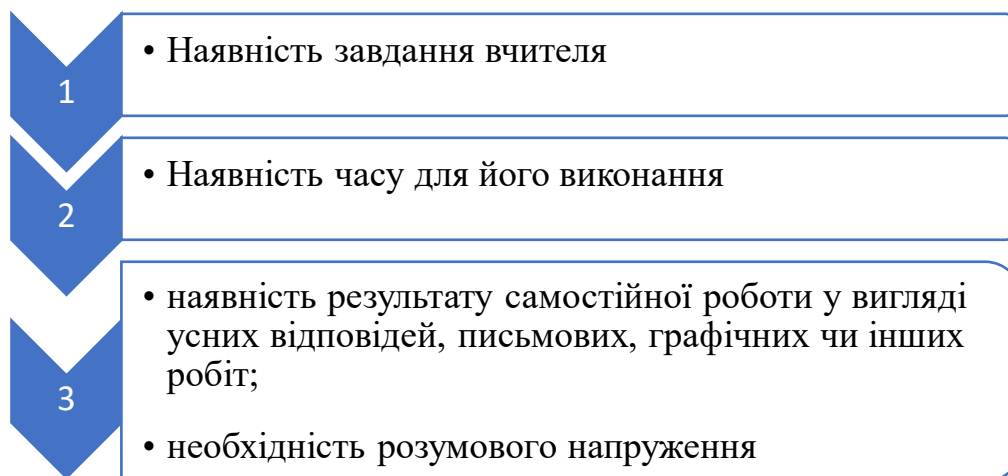 1
• Наявність завдання вчителя
2
• Наявність часу для його виконання
3
• наявність результату самостійної роботи у вигляді
усних відповідей, письмових, графічних чи інших
робіт;
• необхідність розумового напруження